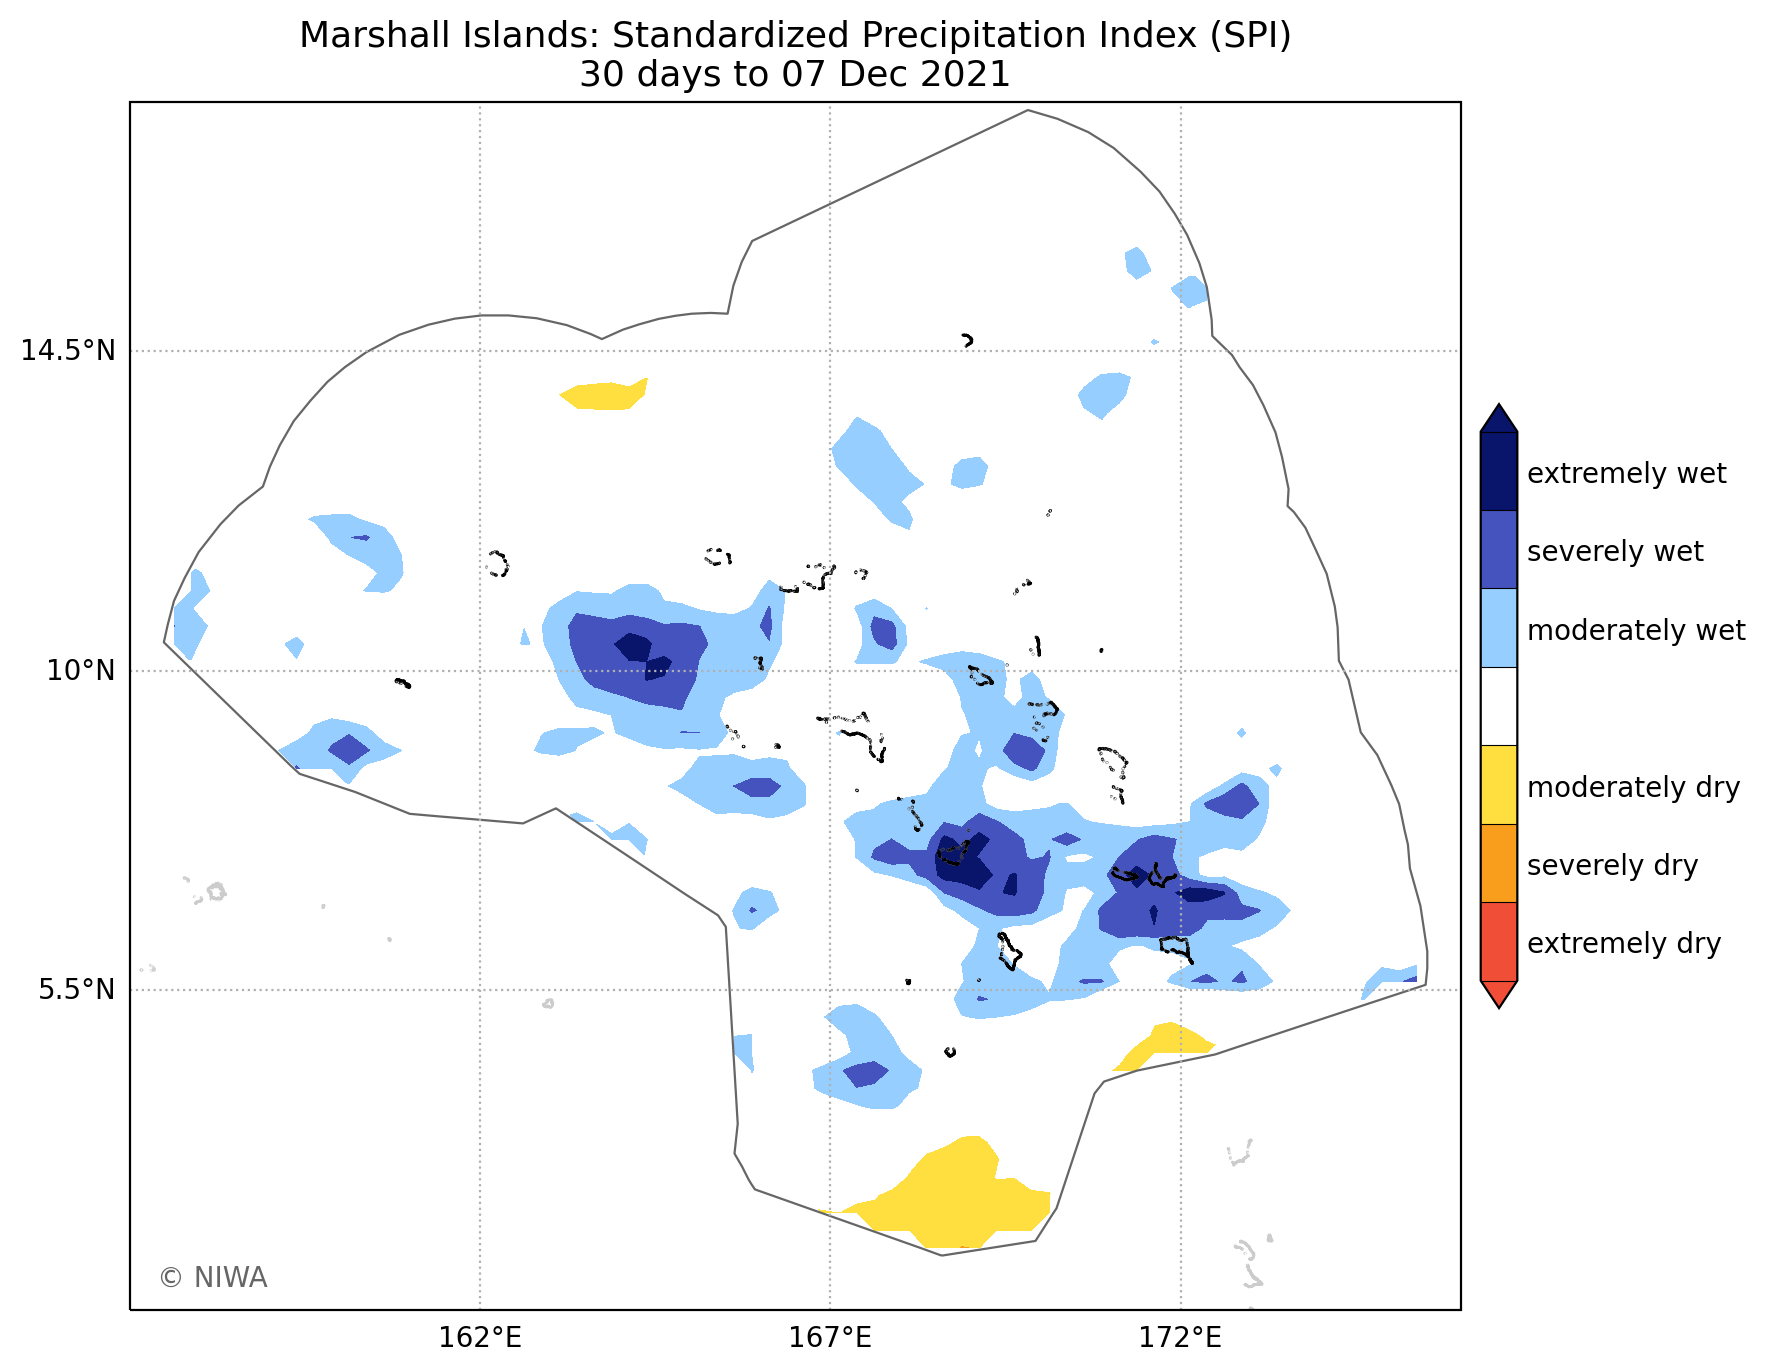 Marshall Islands: Standardized Precipitation Index (SPI)
30 days to 07 Dec 2021
14.5°N
10°N
5.5°N
162°E
167°E
172°E
extremely wet
severely wet
moderately wet
moderately dry
severely dry
extremely dry
© NIWA